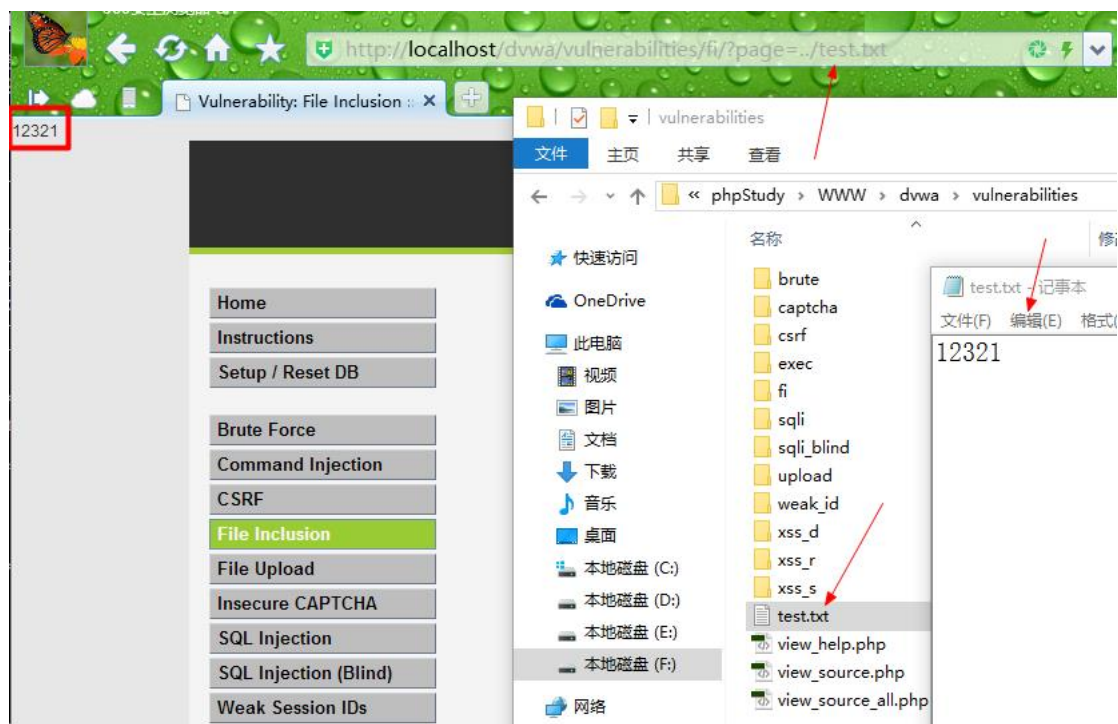 http://localhost/dvwa/vulnerabilities/fi/?page=../test.txt
Vulnerability: File Inclusion ::
12321
Home
Instructions
Setup / Reset DB
Brute Force
Command Injection
CSRF
File Inclusion
File Upload
Insecure CAPTCHA
SQL Injection
SQL Injection (Blind)
Weak Session IDs
vulnerabilities
文件 主页 共享 查看
« phpStudy › WWW › dvwa › vulnerabilities
快速访问
OneDrive
此电脑
视频
图片
文档
下载
音乐
桌面
本地磁盘 (C:)
本地磁盘 (D:)
本地磁盘 (E:)
本地磁盘 (F:)
网络
名称
brute
captcha
csrf
exec
fi
sqli
sqli_blind
upload
weak_id
xss_d
xss_r
xss_s
test.txt
view_help.php
view_source.php
view_source_all.php
test.txt - 记事本
文件(F) 编辑(E) 格式(
12321